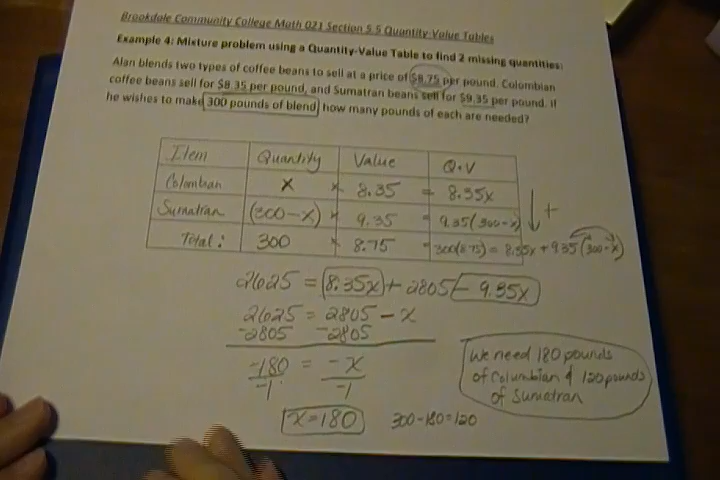 Brookdale Community College Math 021 Section 5.5 Quantity-Value Tables
Example 4: Mixture problem using a Quantity-Value Table to find 2 missing quantities:
Alan blends two types of coffee beans to sell at a price of $8.75 per pound. Colombian
coffee beans sell for $8.35 per pound, and Sumatran beans sell for $9.35 per pound. If
he wishes to make 300 pounds of blend, how many pounds of each are needed?
Item Quantity Value Q.V
Colombian X × 8.35 = 8.35x
Sumatran (300-x) × 9.35 = 9.35(300-x) ↓ +
Total: 300 × 8.75 = 300(8.75) = 8.35x + 9.35(300-x)
2625 = 8.35x + 2805 - 9.35x
2625 = 2805 - x
-2805 -2805
-180 = -x
-1 -1
x = 180
300-180=120
We need 180 pounds
of Columbian & 120 pounds
of Sumatran